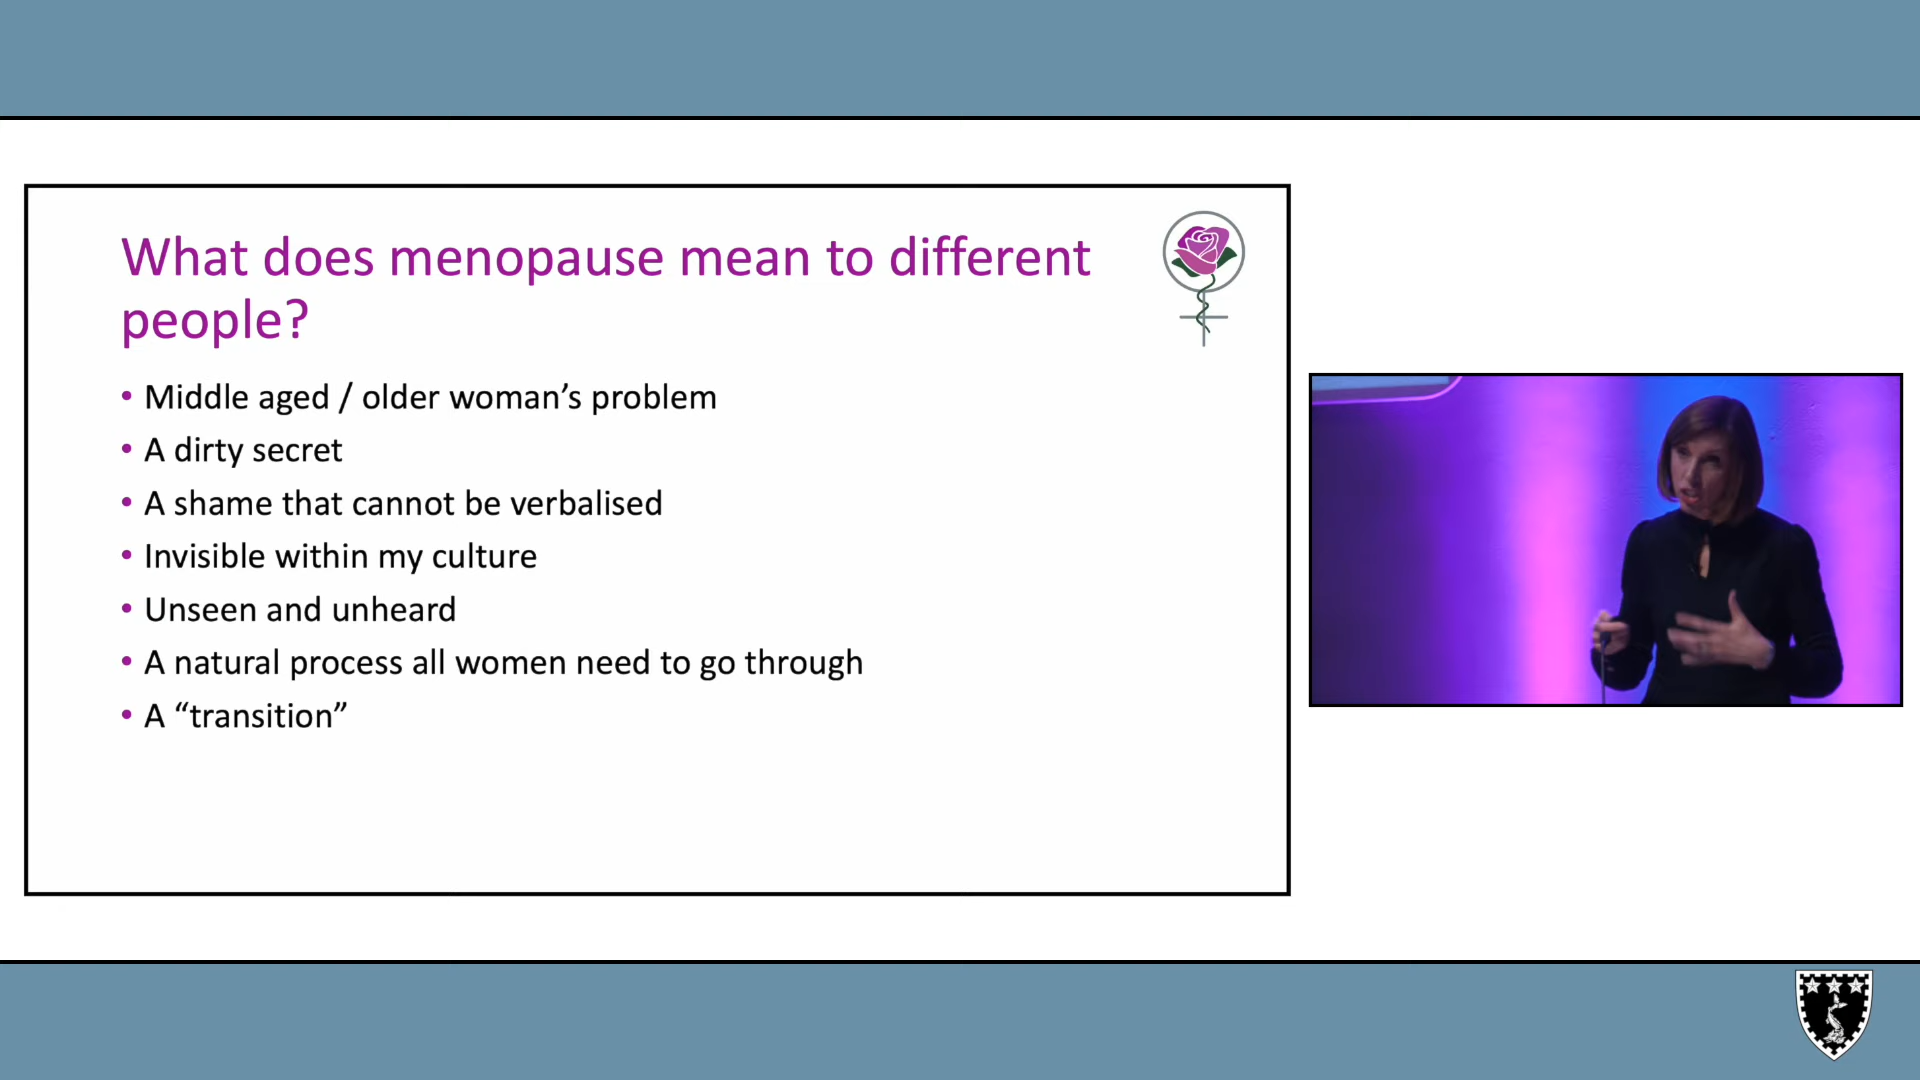 What does menopause mean to different
people?
• Middle aged / older woman’s problem
• A dirty secret
• A shame that cannot be verbalised
• Invisible within my culture
• Unseen and unheard
• A natural process all women need to go through
• A “transition”